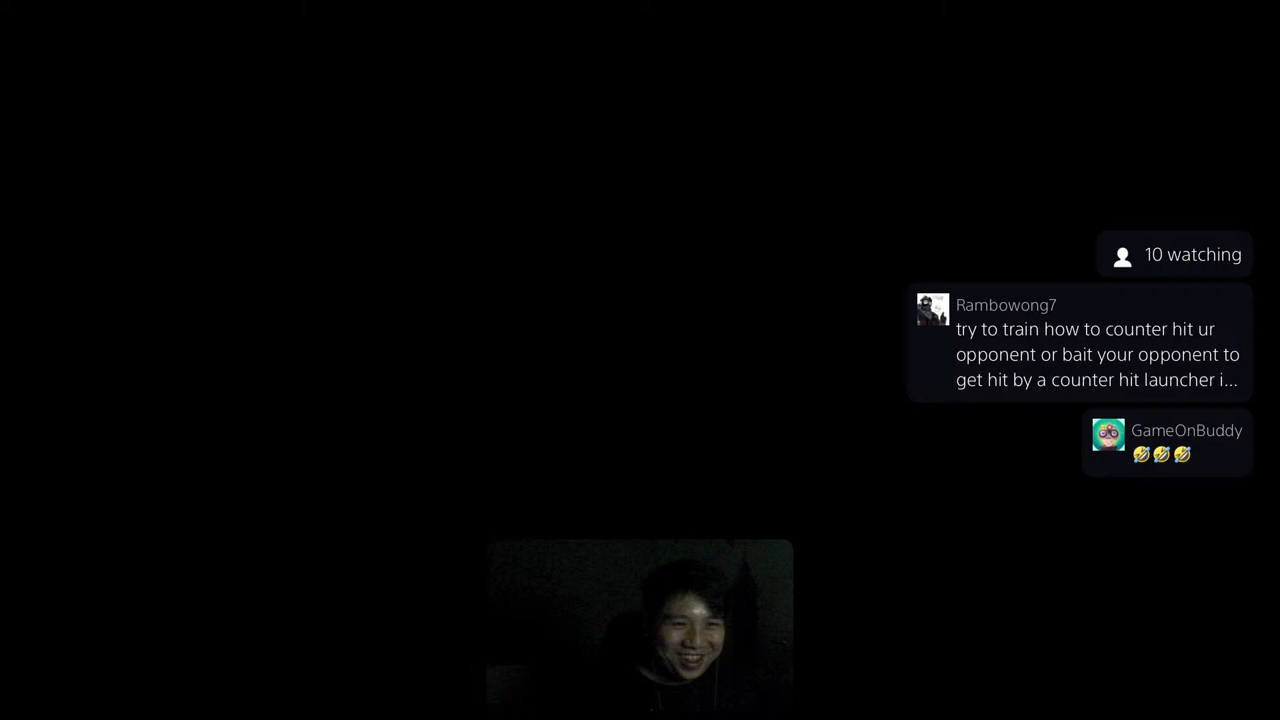 10 watching
Rambowong7
try to train how to counter hit ur
opponent or bait your opponent to
get hit by a counter hit launcher i...
GameOnBuddy
🤣🤣🤣